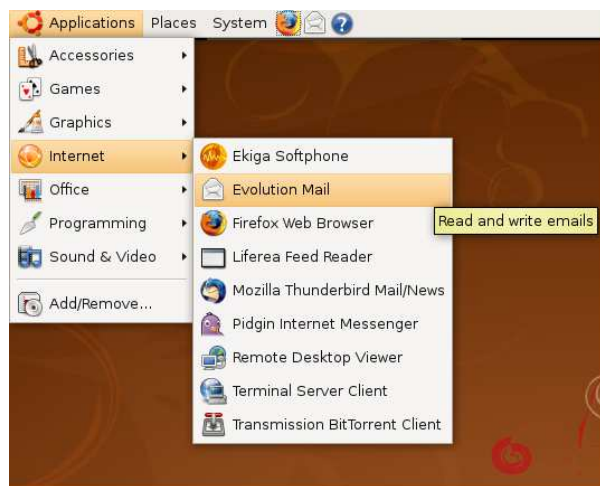 Applications Places System
Accessories
Games
Graphics
Internet
Office
Programming
Sound & Video
Add/Remove...
Ekiga Softphone
Evolution Mail
Firefox Web Browser
Liferea Feed Reader
Mozilla Thunderbird Mail/News
Pidgin Internet Messenger
Remote Desktop Viewer
Terminal Server Client
Transmission BitTorrent Client
Read and write emails